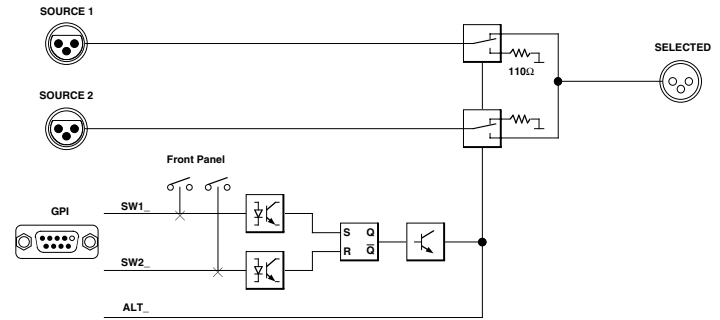 SOURCE 1
SELECTED
110Ω
SOURCE 2
Front Panel
GPI
SW1_
S Q
R Q̅
SW2_
ALT_